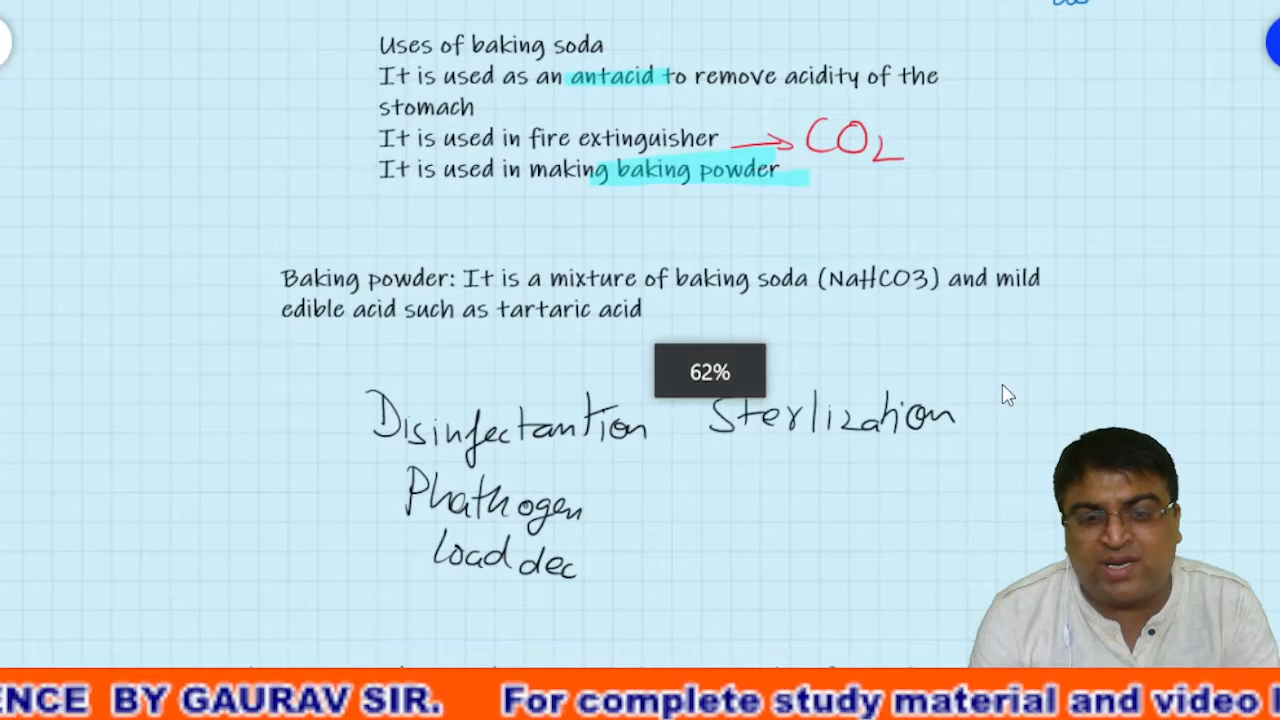 Uses of baking soda
It is used as an antacid to remove acidity of the
stomach
It is used in fire extinguisher → CO2
It is used in making baking powder
Baking powder: It is a mixture of baking soda (NaHCO3) and mild
edible acid such as tartaric acid
62%
Disinfectantion Sterlization
Phathogen
load dec
ENCE BY GAURAV SIR. For complete study material and video